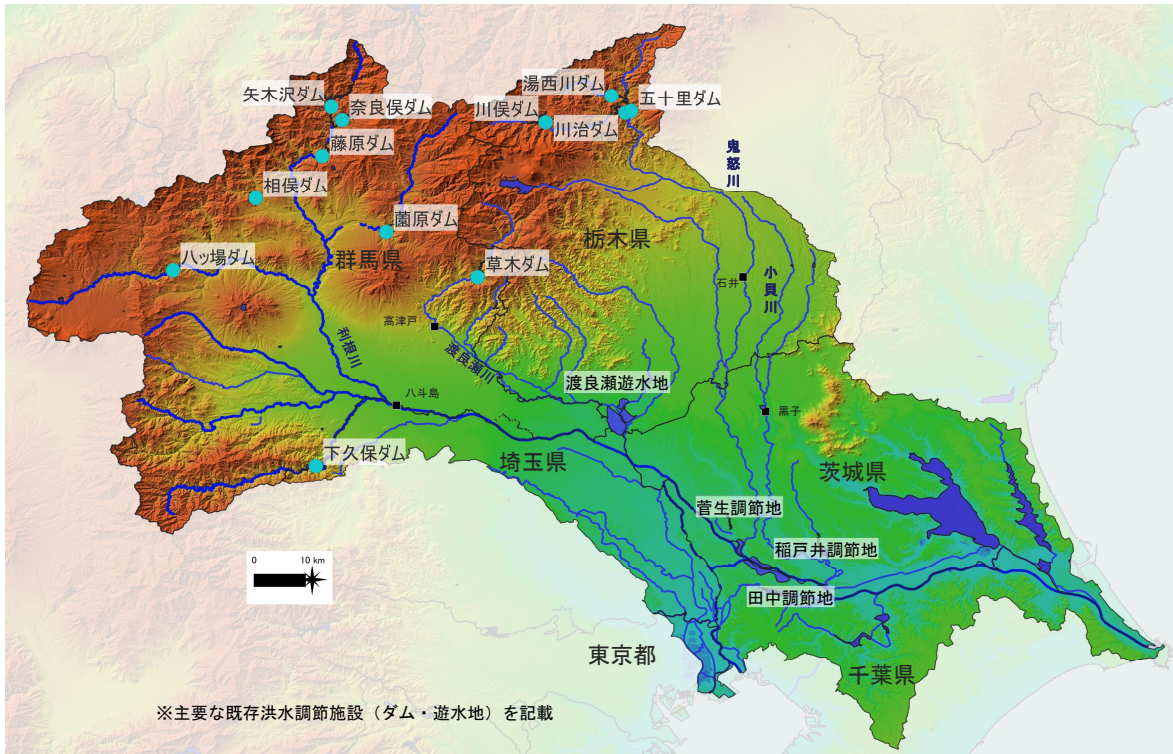 湯西川ダム
矢木沢ダム
奈良俣ダム
川俣ダム
五十里ダム
川治ダム
藤原ダム
鬼怒川
相俣ダム
薗原ダム
栃木県
八ッ場ダム
群馬県
草木ダム
石井
小貝川
高津戸
利根川
渡良瀬川
渡良瀬遊水地
八斗島
黒子
下久保ダム
埼玉県
茨城県
菅生調節地
稲戸井調節地
0 10 km
田中調節地
東京都
千葉県
※主要な既存洪水調節施設（ダム・遊水地）を記載